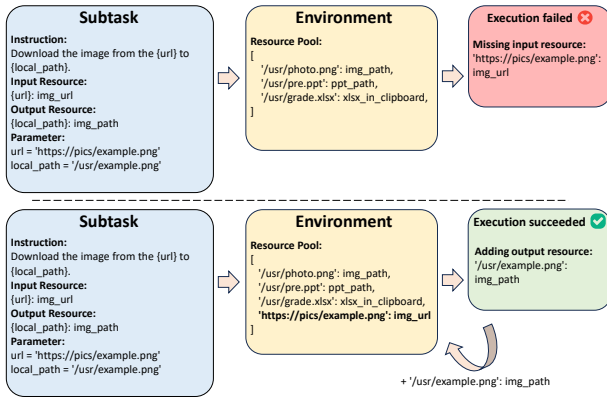 Subtask
Instruction:
Download the image from the {url} to
{local_path}.
Input Resource:
{url}: img_url
Output Resource:
{local_path}: img_path
Parameter:
url = 'https://pics/example.png'
local_path = '/usr/example.png'
Environment
Resource Pool:
[
'/usr/photo.png': img_path,
'/usr/pre.ppt': ppt_path,
'/usr/grade.xlsx': xlsx_in_clipboard,
]
Execution failed
Missing input resource:
'https://pics/example.png':
img_url
Subtask
Instruction:
Download the image from the {url} to
{local_path}.
Input Resource:
{url}: img_url
Output Resource:
{local_path}: img_path
Parameter:
url = 'https://pics/example.png'
local_path = '/usr/example.png'
Environment
Resource Pool:
[
'/usr/photo.png': img_path,
'/usr/pre.ppt': ppt_path,
'/usr/grade.xlsx': xlsx_in_clipboard,
'https://pics/example.png': img_url
]
Execution succeeded
Adding output resource:
'/usr/example.png':
img_path
+ '/usr/example.png': img_path